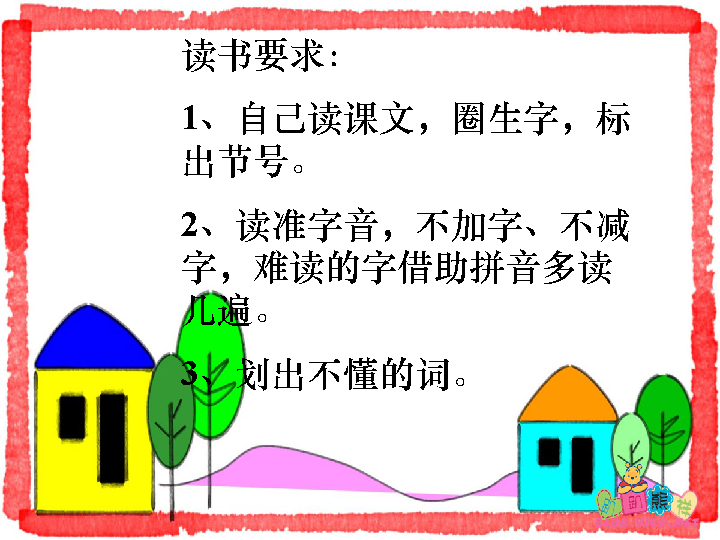 读书要求:
1、自己读课文，圈生字，标
出节号。
2、读准字音，不加字、不减
字，难读的字借助拼音多读
几遍。
3、划出不懂的词。